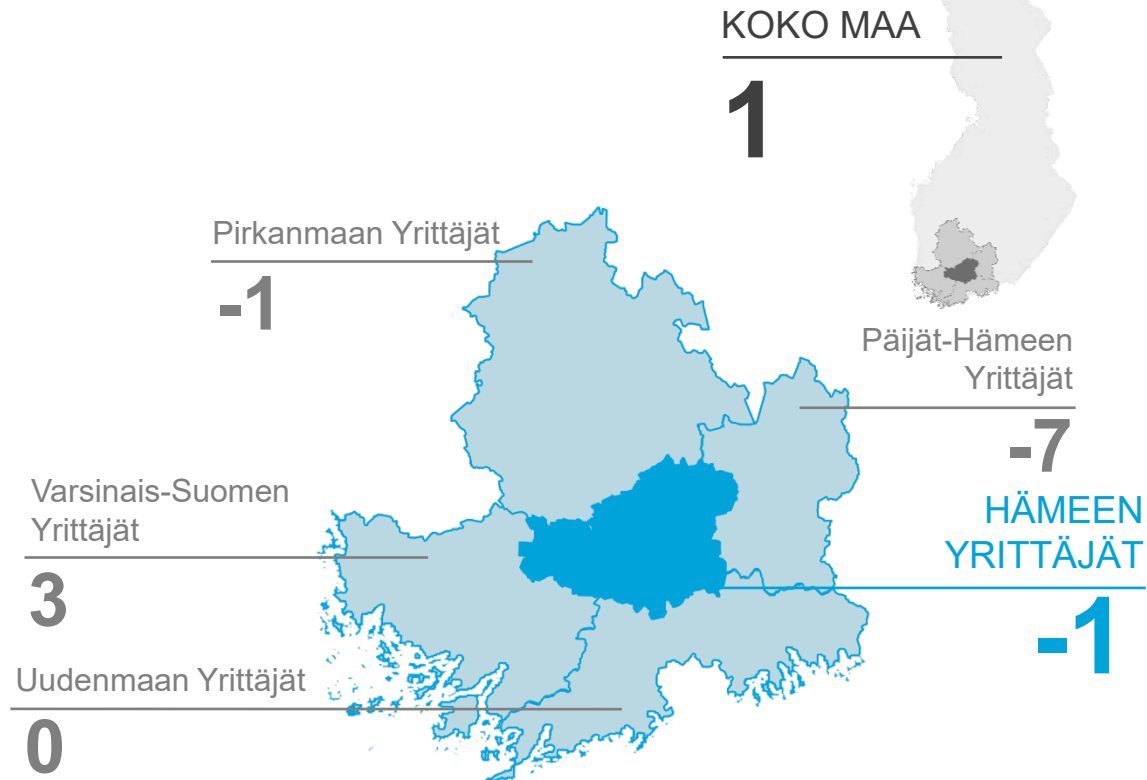 KOKO MAA
1
Pirkanmaan Yrittäjät
-1
Päijät-Hämeen
Yrittäjät
-7
Varsinais-Suomen
Yrittäjät
3
HÄMEEN
YRITTÄJÄT
-1
Uudenmaan Yrittäjät
0